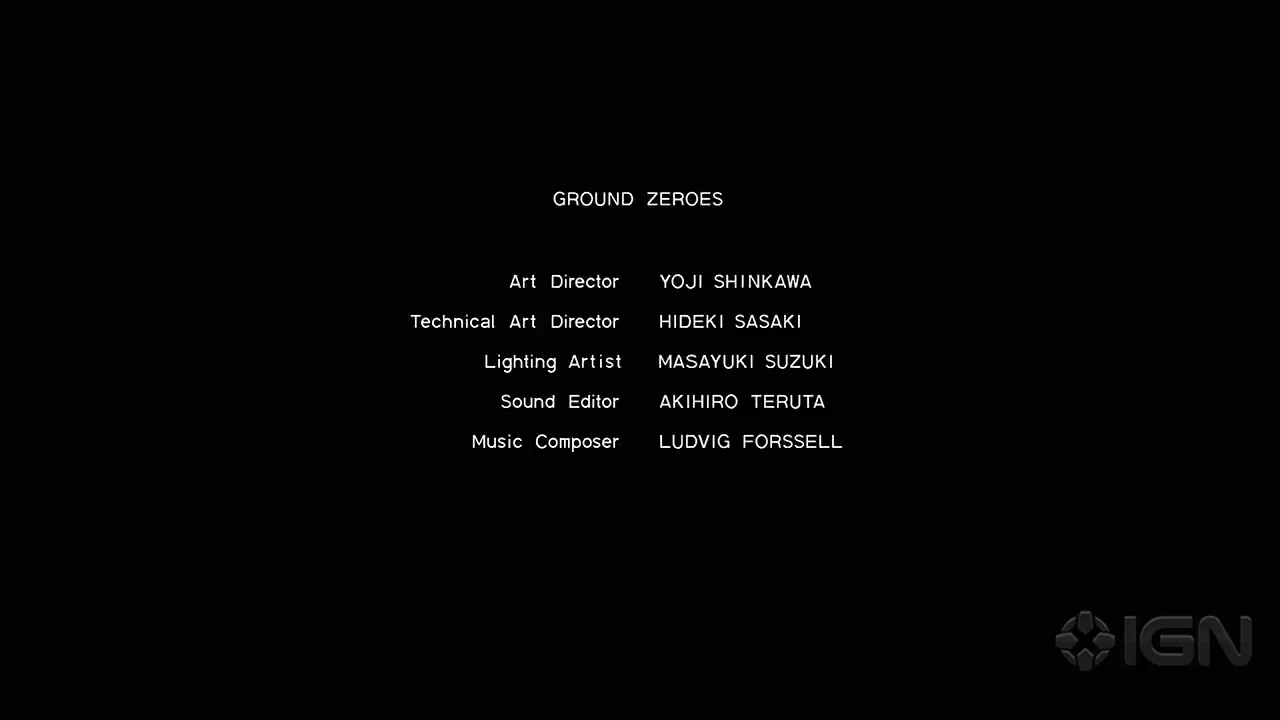 GROUND ZEROES
Art Director YOJI SHINKAWA
Technical Art Director HIDEKI SASAKI
Lighting Artist MASAYUKI SUZUKI
Sound Editor AKIHIRO TERUTA
Music Composer LUDVIG FORSSELL
IGN